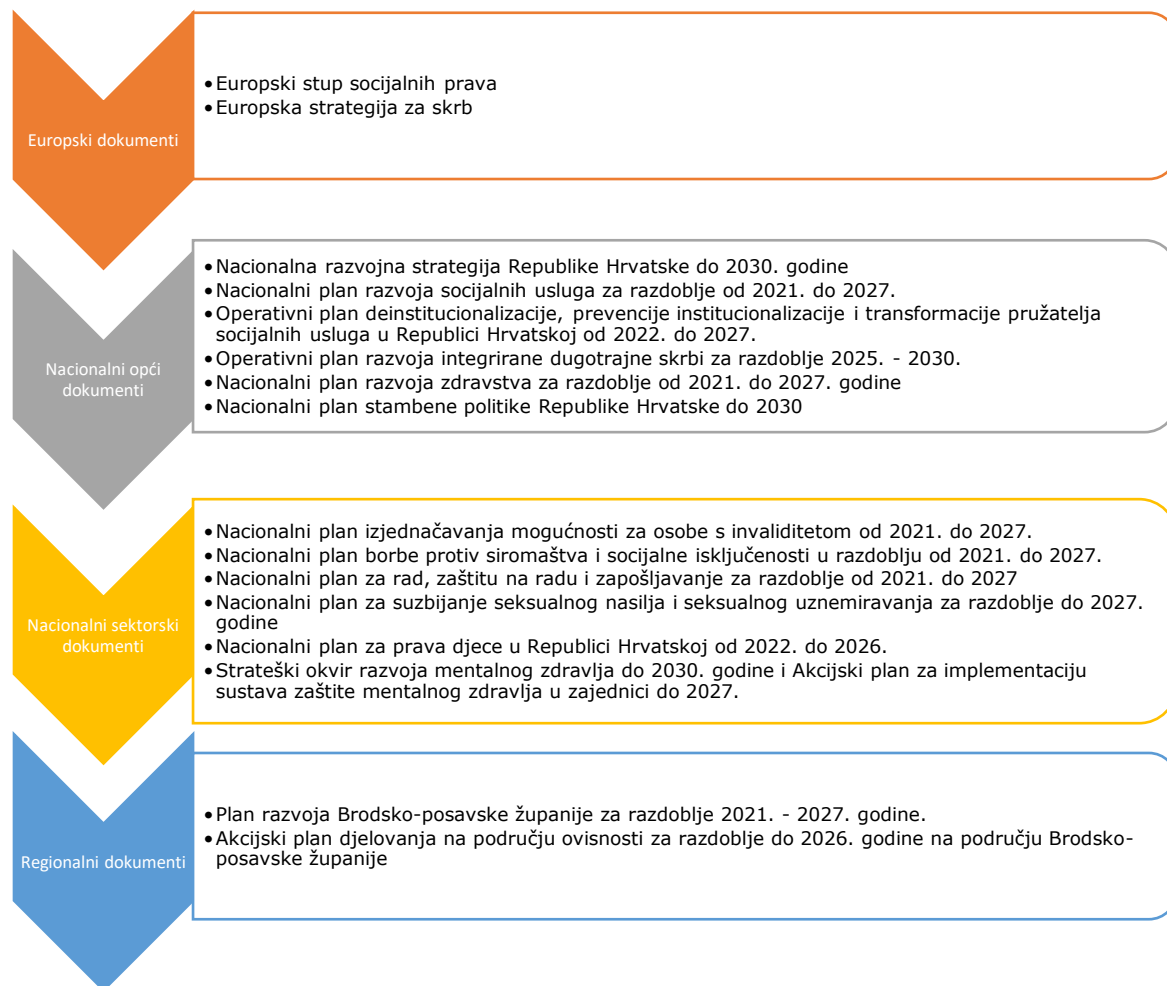 Europski dokumenti
•Europski stup socijalnih prava
•Europska strategija za skrb
Nacionalni opći
dokumenti
•Nacionalna razvojna strategija Republike Hrvatske do 2030. godine
•Nacionalni plan razvoja socijalnih usluga za razdoblje od 2021. do 2027.
•Operativni plan deinstitucionalizacije, prevencije institucionalizacije i transformacije pružatelja
socijalnih usluga u Republici Hrvatskoj od 2022. do 2027.
•Operativni plan razvoja integrirane dugotrajne skrbi za razdoblje 2025. - 2030.
•Nacionalni plan razvoja zdravstva za razdoblje od 2021. do 2027. godine
•Nacionalni plan stambene politike Republike Hrvatske do 2030
Nacionalni sektorski
dokumenti
•Nacionalni plan izjednačavanja mogućnosti za osobe s invaliditetom od 2021. do 2027.
•Nacionalni plan borbe protiv siromaštva i socijalne isključenosti u razdoblju od 2021. do 2027.
•Nacionalni plan za rad, zaštitu na radu i zapošljavanje za razdoblje od 2021. do 2027
•Nacionalni plan za suzbijanje seksualnog nasilja i seksualnog uznemiravanja za razdoblje do 2027.
godine
•Nacionalni plan za prava djece u Republici Hrvatskoj od 2022. do 2026.
•Strateški okvir razvoja mentalnog zdravlja do 2030. godine i Akcijski plan za implementaciju
sustava zaštite mentalnog zdravlja u zajednici do 2027.
Regionalni dokumenti
•Plan razvoja Brodsko-posavske županije za razdoblje 2021. - 2027. godine.
•Akcijski plan djelovanja na području ovisnosti za razdoblje do 2026. godine na području Brodsko-
posavske županije